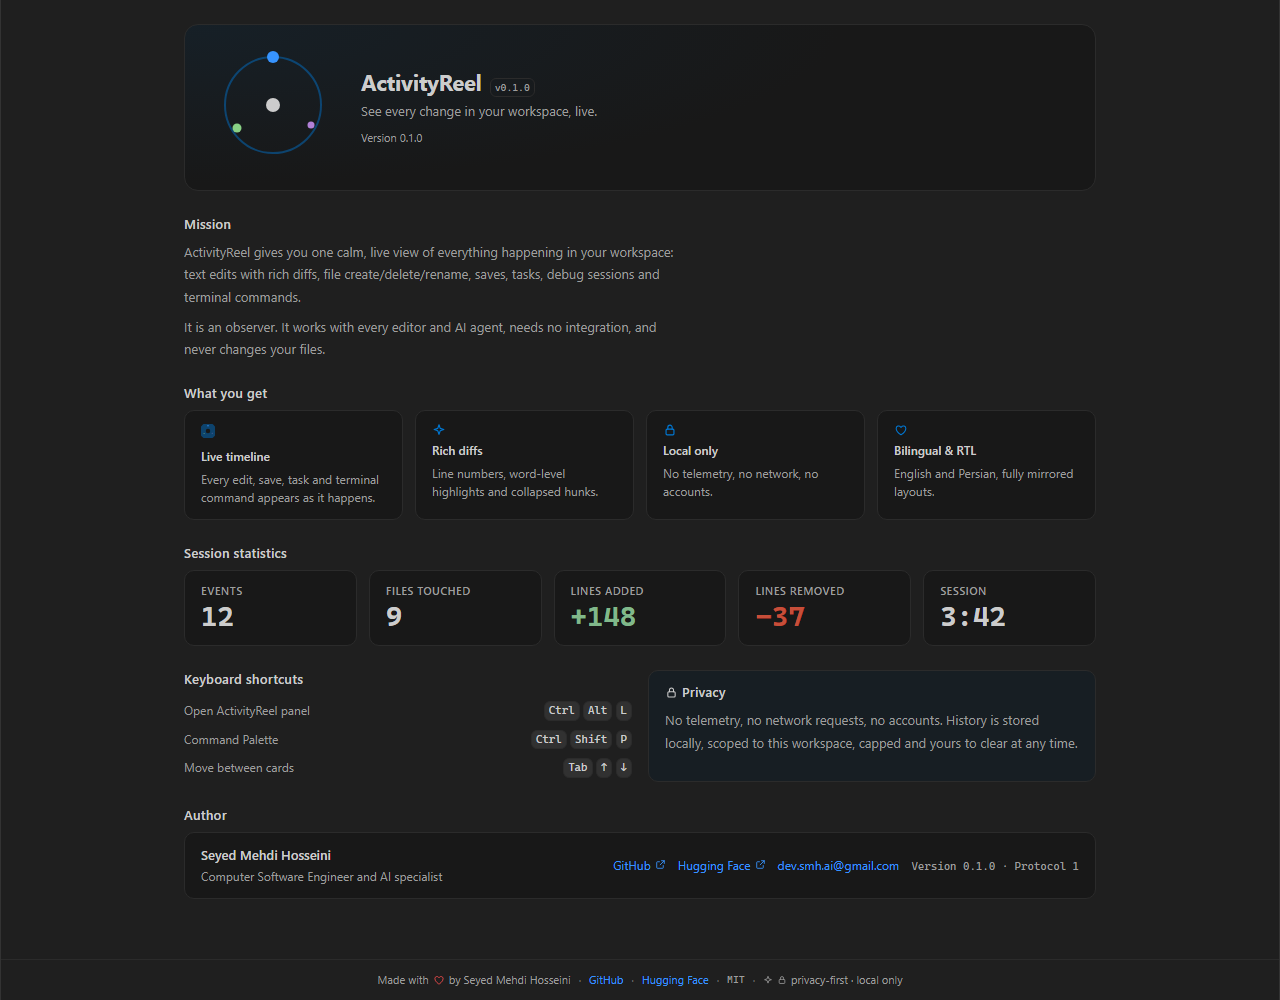 ActivityReel v0.1.0
See every change in your workspace, live.
Version 0.1.0
Mission
ActivityReel gives you one calm, live view of everything happening in your workspace:
text edits with rich diffs, file create/delete/rename, saves, tasks, debug sessions and
terminal commands.
It is an observer. It works with every editor and AI agent, needs no integration, and
never changes your files.
What you get
Live timeline
Every edit, save, task and terminal
command appears as it happens.
Rich diffs
Line numbers, word-level
highlights and collapsed hunks.
Local only
No telemetry, no network, no
accounts.
Bilingual & RTL
English and Persian, fully mirrored
layouts.
Session statistics
EVENTS
12
FILES TOUCHED
9
LINES ADDED
+148
LINES REMOVED
−37
SESSION
3:42
Keyboard shortcuts
Open ActivityReel panel Ctrl Alt L
Command Palette Ctrl Shift P
Move between cards Tab ↑ ↓
Privacy
No telemetry, no network requests, no accounts. History is stored
locally, scoped to this workspace, capped and yours to clear at any time.
Author
Seyed Mehdi Hosseini
Computer Software Engineer and AI specialist
GitHub Hugging Face dev.smh.ai@gmail.com Version 0.1.0 · Protocol 1
Made with ♡ by Seyed Mehdi Hosseini · GitHub · Hugging Face · MIT · privacy-first · local only